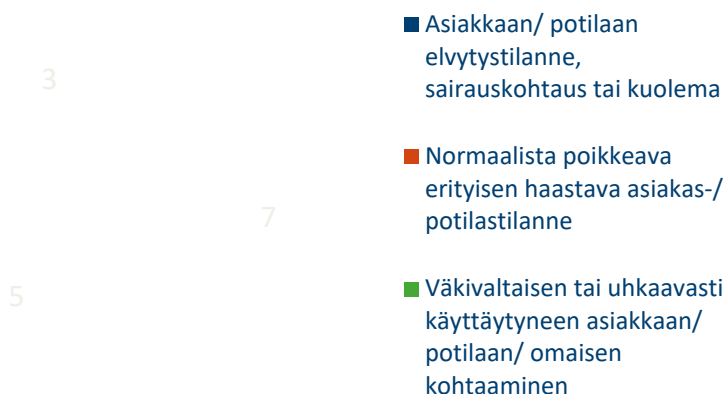 Asiakkaan/ potilaan
elvytystilanne,
sairauskohtaus tai kuolema
3
Normaalista poikkeava
erityisen haastava asiakas-/
potilastilanne
7
Väkivaltaisen tai uhkaavasti
käyttäytyneen asiakkaan/
potilaan/ omaisen
kohtaaminen
5